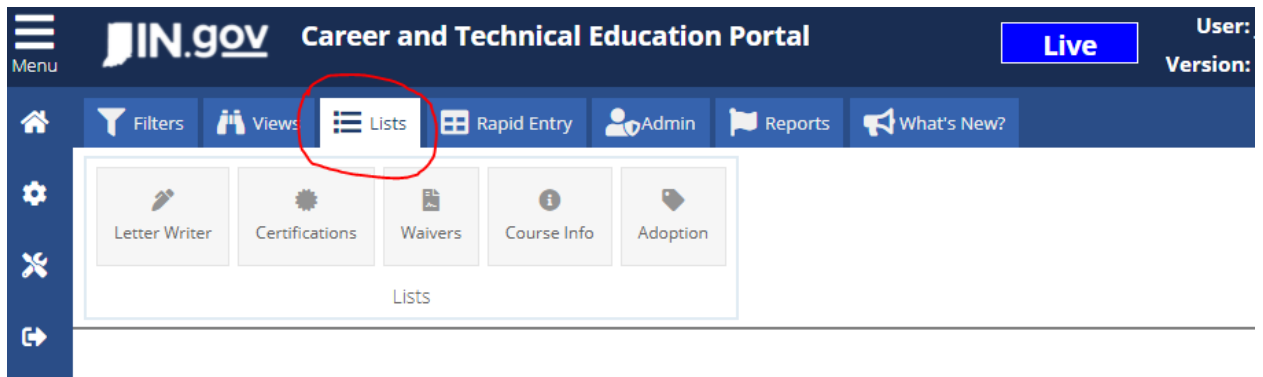 Menu
IN.gov
Career and Technical Education Portal
Live
User:
Version:
Filters
Views
Lists
Rapid Entry
Admin
Reports
What's New?
Letter Writer
Certifications
Waivers
Course Info
Adoption
Lists